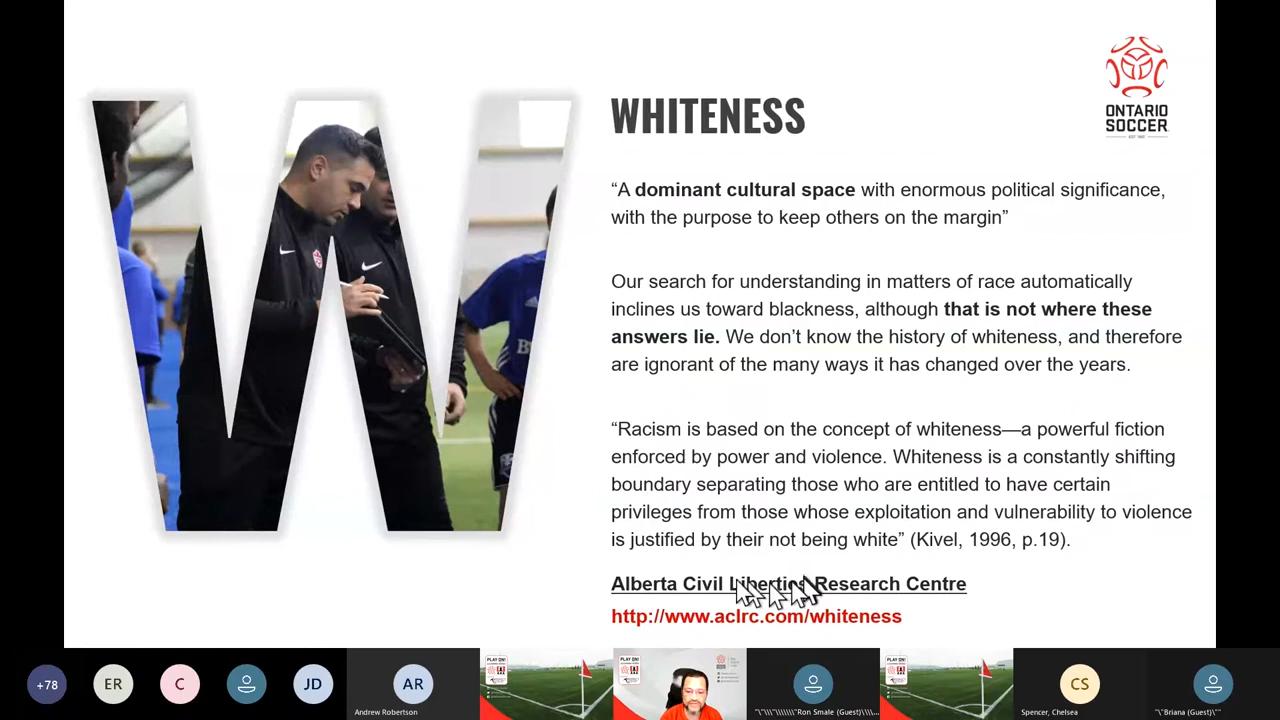 ONTARIO
SOCCER
WHITENESS
“A dominant cultural space with enormous political significance,
with the purpose to keep others on the margin”
Our search for understanding in matters of race automatically
inclines us toward blackness, although that is not where these
answers lie. We don’t know the history of whiteness, and therefore
are ignorant of the many ways it has changed over the years.
“Racism is based on the concept of whiteness—a powerful fiction
enforced by power and violence. Whiteness is a constantly shifting
boundary separating those who are entitled to have certain
privileges from those whose exploitation and vulnerability to violence
is justified by their not being white” (Kivel, 1996, p.19).
Alberta Civil Liberties Research Centre
http://www.aclrc.com/whiteness
+78
ER
C
JD
AR
Andrew Robertson
PLAY ON!
PLAY ON!
"\"\\\"\\\\\\\"Ron Smale (Guest)\\\\...
PLAY ON!
CS
Spencer, Chelsea
"\"Briana (Guest)\""